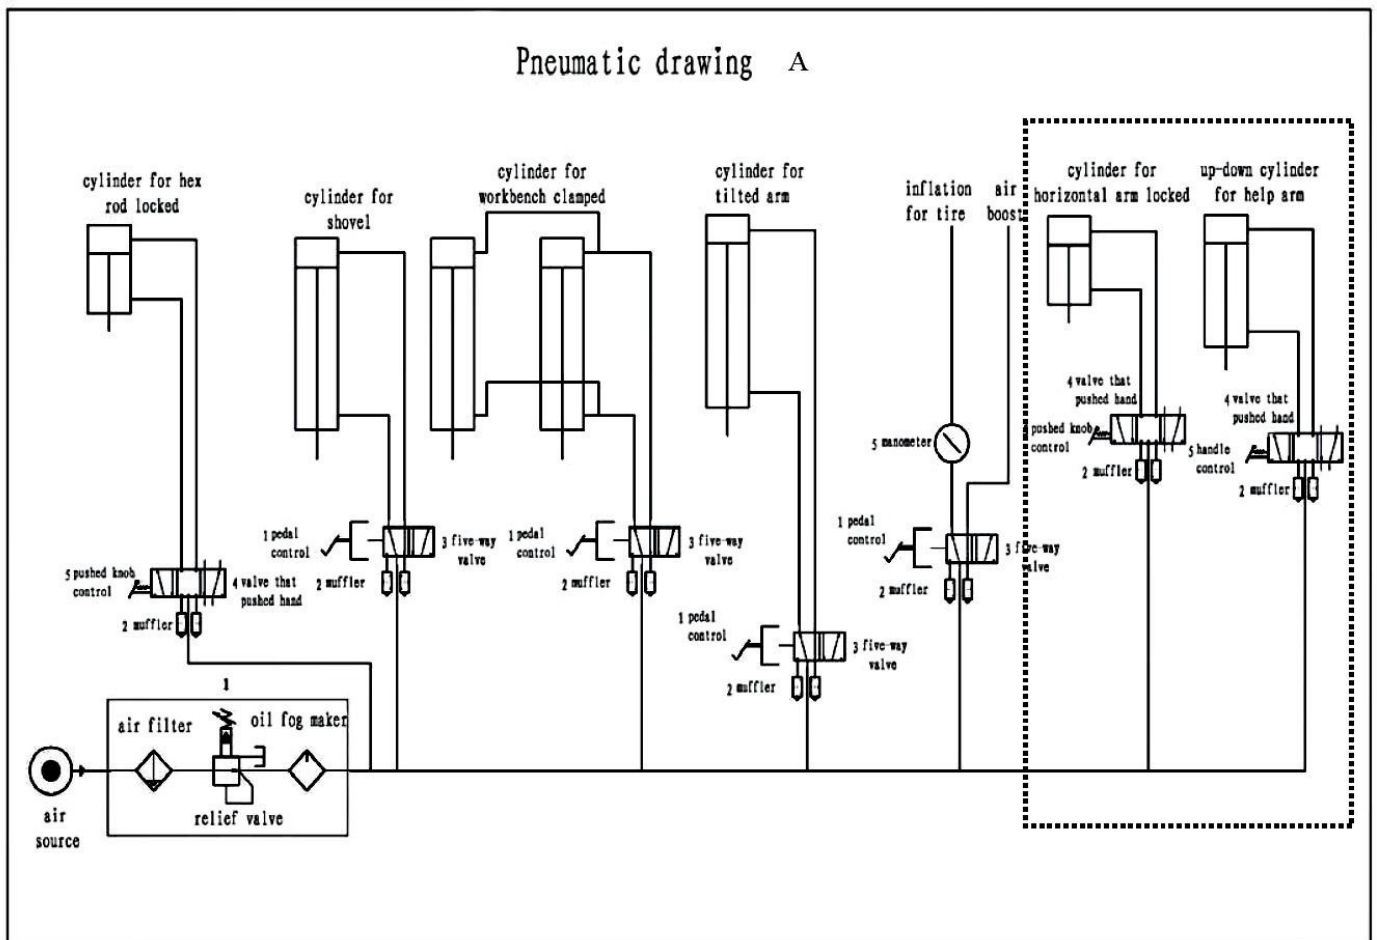 Pneumatic drawing A
cylinder for hex
rod locked
cylinder for
shovel
cylinder for
workbench clamped
cylinder for
tilted arm
inflation
for tire
air
boost
cylinder for
horizontal arm locked
up-down cylinder
for help arm
4 valve that
pushed hand
pushed knob
control
2 muffler
4 valve that
pushed hand
5 handle
control
2 muffler
5 manometer
1 pedal
control
3 five-way
valve
2 muffler
1 pedal
control
3 five-way
valve
2 muffler
1 pedal
control
3 five-way
valve
2 muffler
5 pushed knob
control
4 valve that
pushed hand
2 muffler
1 pedal
control
3 five-way
valve
2 muffler
1
air filter
oil fog maker
relief valve
air
source